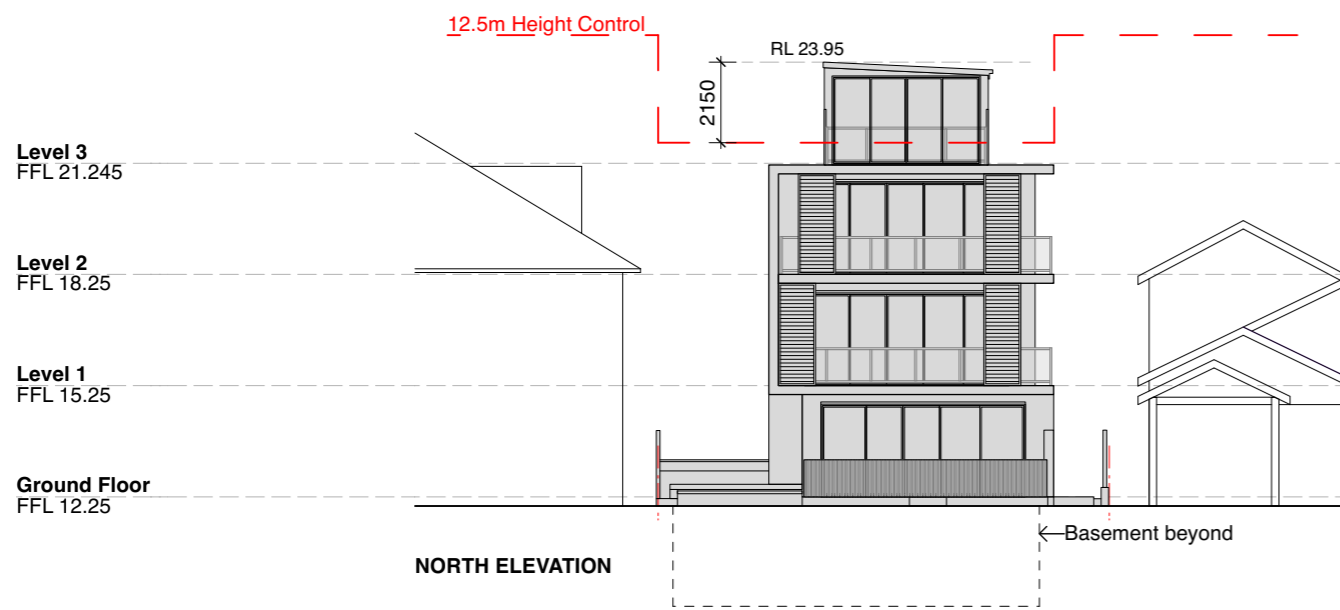 12.5m Height Control
RL 23.95
2150
Level 3
FFL 21.245
Level 2
FFL 18.25
Level 1
FFL 15.25
Ground Floor
FFL 12.25
Basement beyond
NORTH ELEVATION